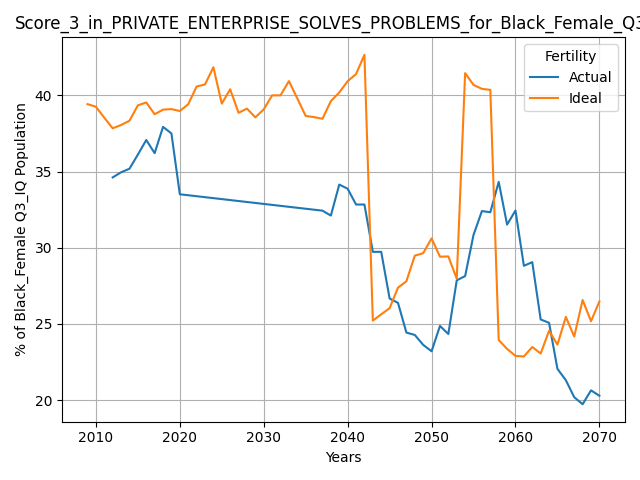 Score_3_in_PRIVATE_ENTERPRISE_SOLVES_PROBLEMS_for_Black_Female_Q3
Fertility
Actual
Ideal
% of Black_Female Q3_IQ Population
40
35
30
25
20
2010 2020 2030 2040 2050 2060 2070
Years